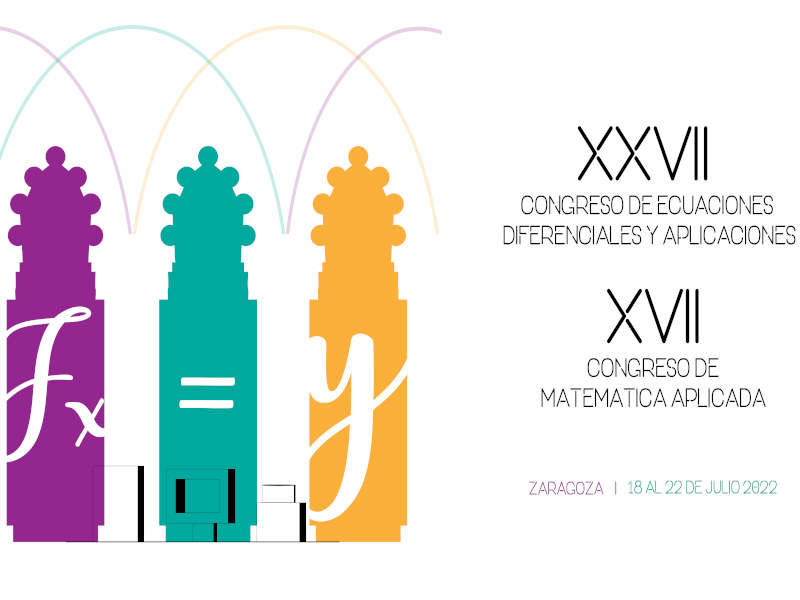 Fx
=
y
XXVII
CONGRESO DE ECUACIONES
DIFERENCIALES Y APLICACIONES
XVII
CONGRESO DE
MATEMATICA APLICADA
ZARAGOZA | 18 AL 22 DE JULIO 2022